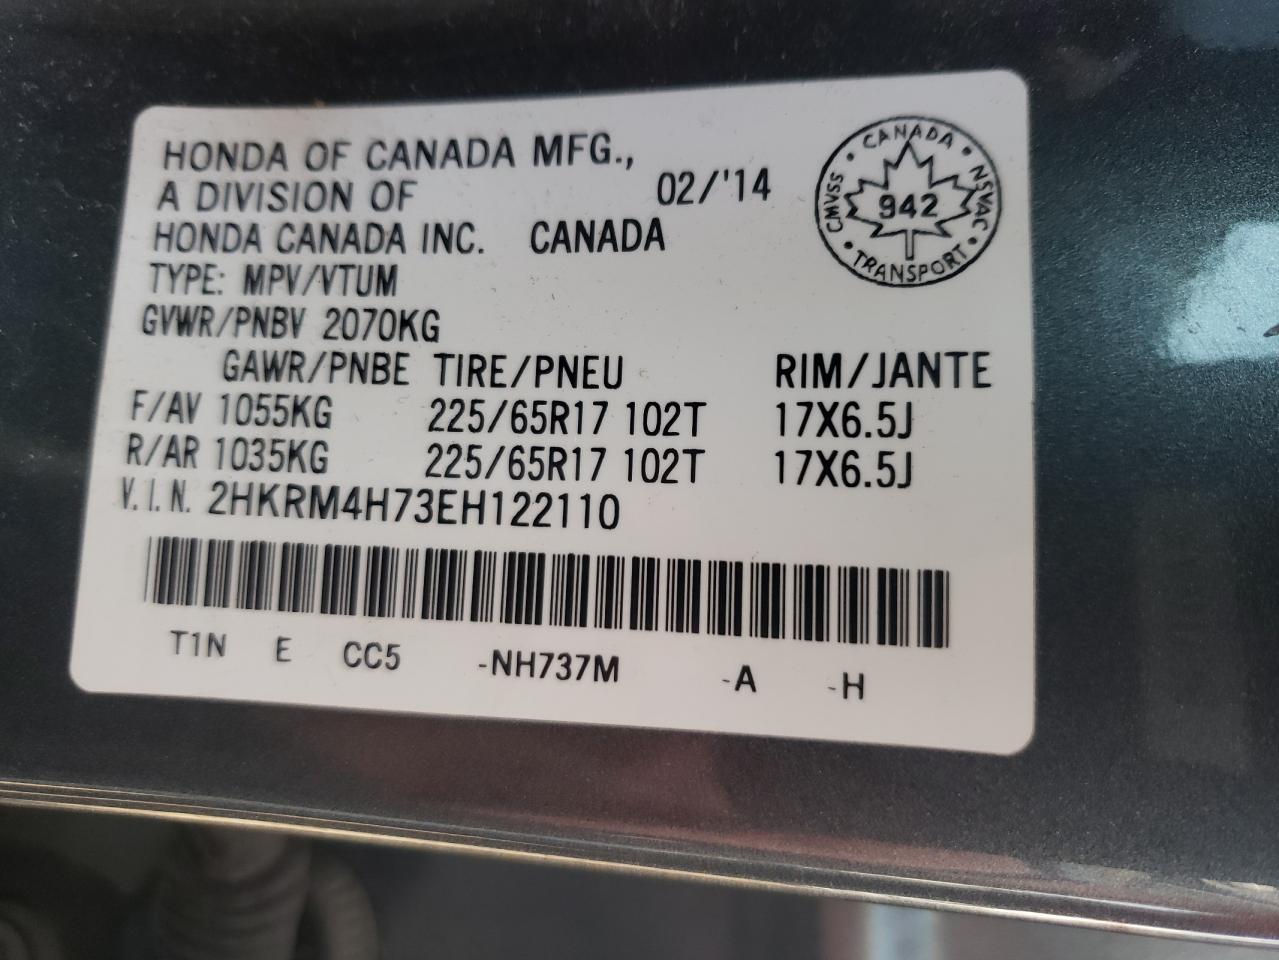 HONDA OF CANADA MFG.,
A DIVISION OF
HONDA CANADA INC. CANADA
02/'14
CANADA
CMVSS • 942 • NSVAC
TRANSPORT
TYPE: MPV/VTUM
GVWR/PNBV 2070KG
GAWR/PNBE TIRE/PNEU RIM/JANTE
F/AV 1055KG 225/65R17 102T 17X6.5J
R/AR 1035KG 225/65R17 102T 17X6.5J
V.I.N. 2HKRM4H73EH122110
T1N E CC5 -NH737M -A -H